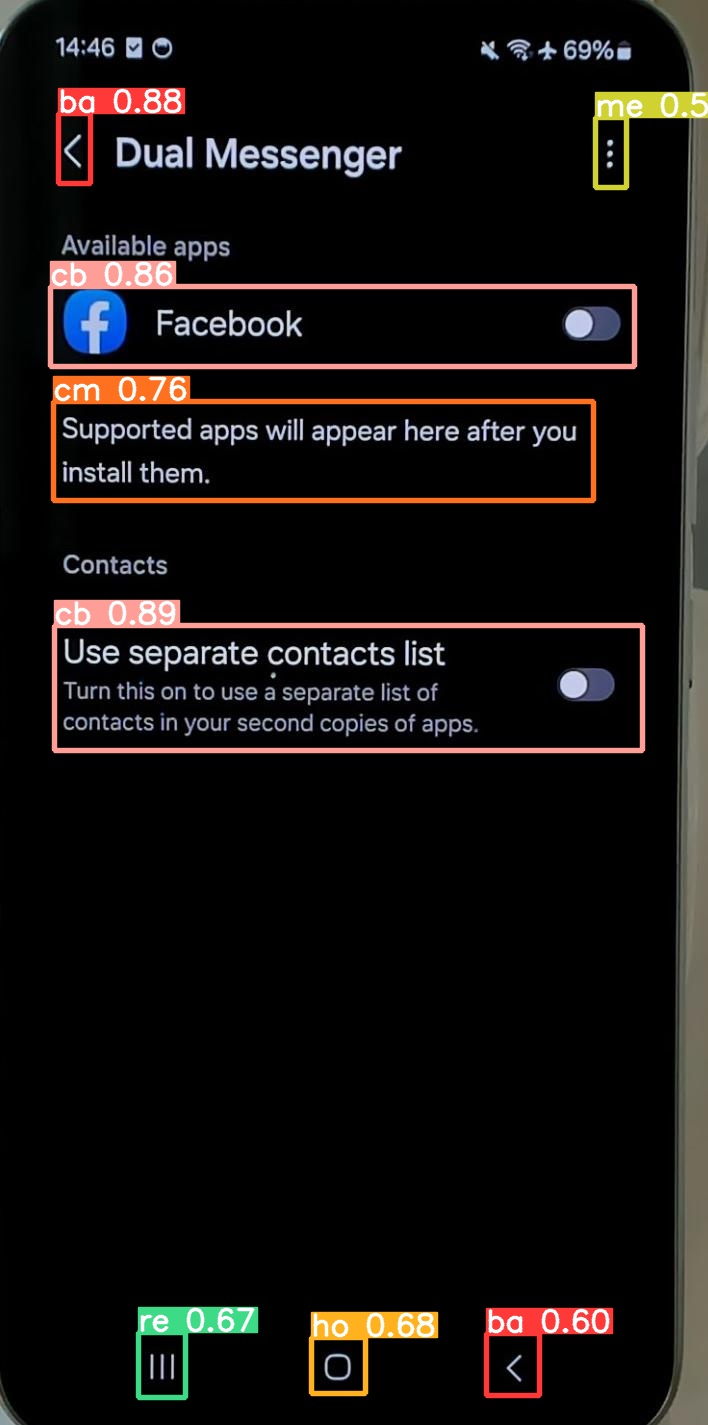 14:46 69%
ba 0.88
me 0.5
Dual Messenger
Available apps
cb 0.86
Facebook
cm 0.76
Supported apps will appear here after you
install them.
Contacts
cb 0.89
Use separate contacts list
Turn this on to use a separate list of
contacts in your second copies of apps.
re 0.67
ho 0.68
ba 0.60